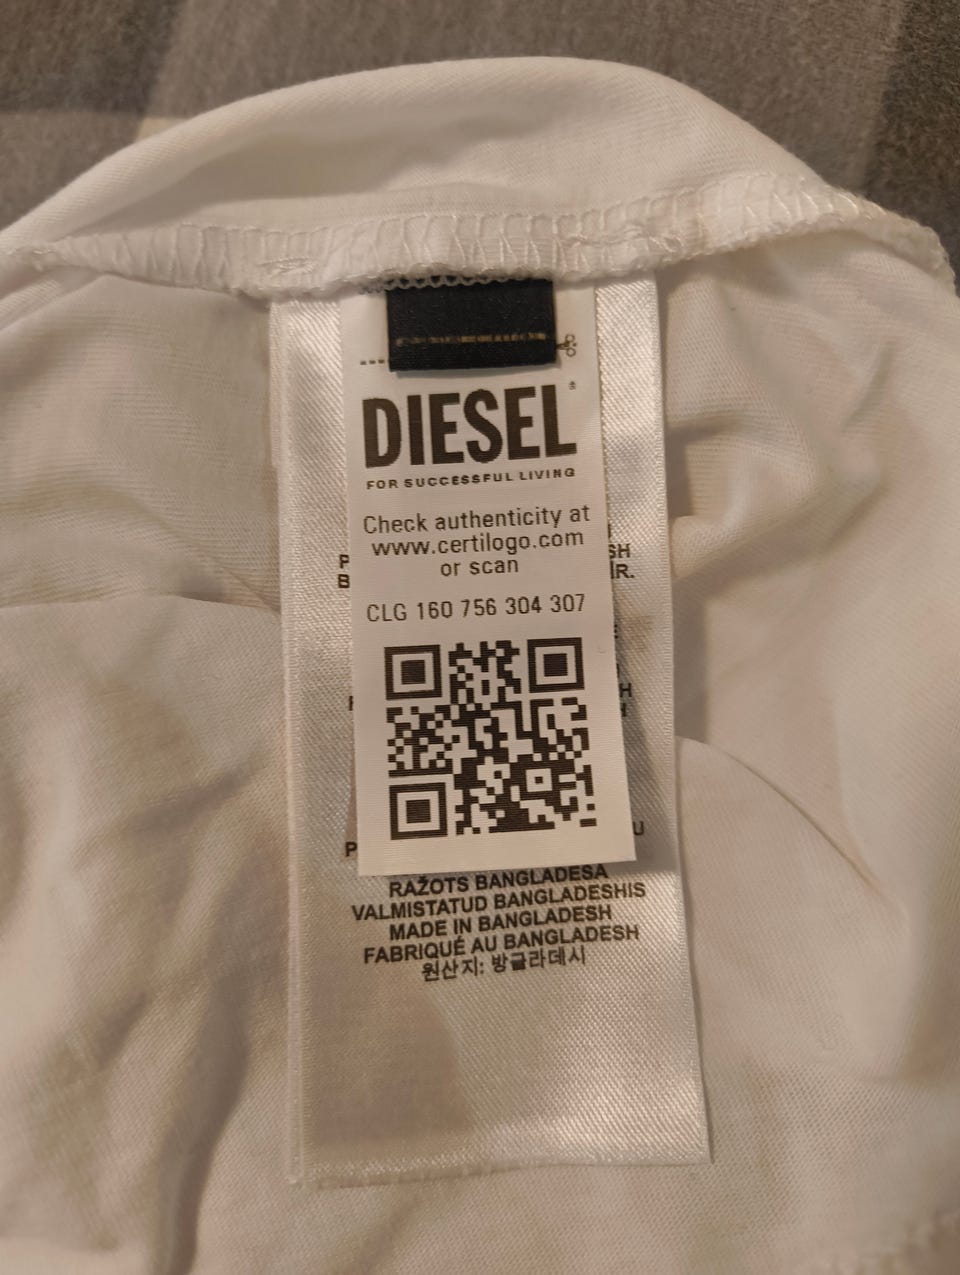 DIESEL®
FOR SUCCESSFUL LIVING
Check authenticity at
www.certilogo.com
or scan
CLG 160 756 304 307
RAŽOTS BANGLADESA
VALMISTATUD BANGLADESHIS
MADE IN BANGLADESH
FABRIQUÉ AU BANGLADESH
원산지: 방글라데시